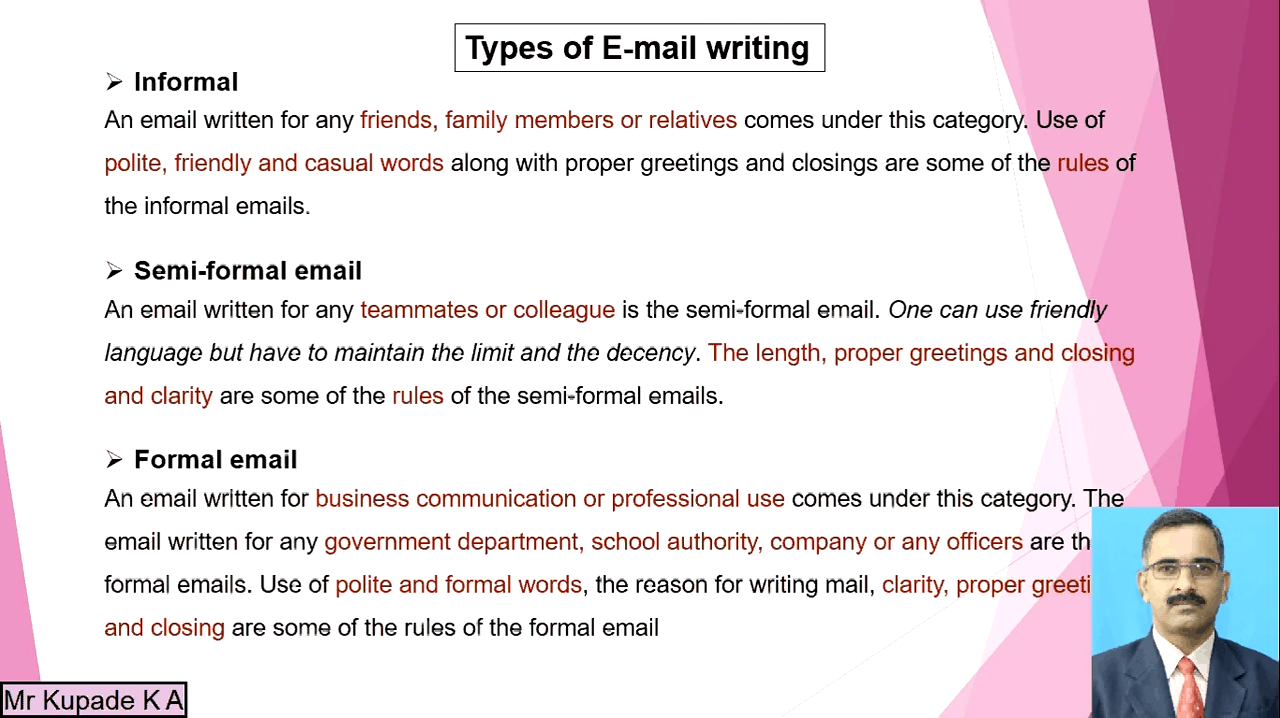 Types of E-mail writing
Informal
An email written for any friends, family members or relatives comes under this category. Use of
polite, friendly and casual words along with proper greetings and closings are some of the rules of
the informal emails.
Semi-formal email
An email written for any teammates or colleague is the semi-formal email. One can use friendly
language but have to maintain the limit and the decency. The length, proper greetings and closing
and clarity are some of the rules of the semi-formal emails.
Formal email
An email written for business communication or professional use comes under this category. The
email written for any government department, school authority, company or any officers are th
formal emails. Use of polite and formal words, the reason for writing mail, clarity, proper greeti
and closing are some of the rules of the formal email
Mr Kupade K A